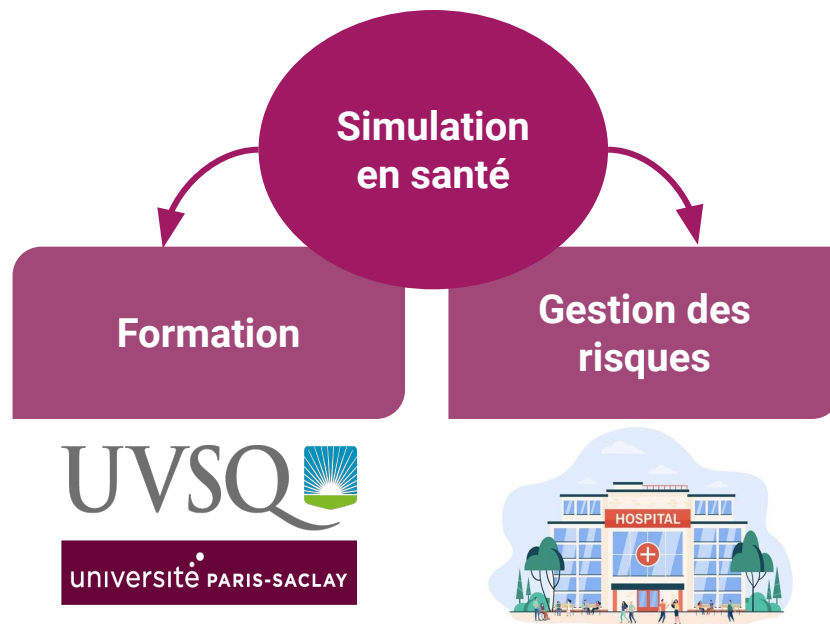 Simulation
en santé
Formation
Gestion des
risques
UVSQ
université PARIS-SACLAY
HOSPITAL